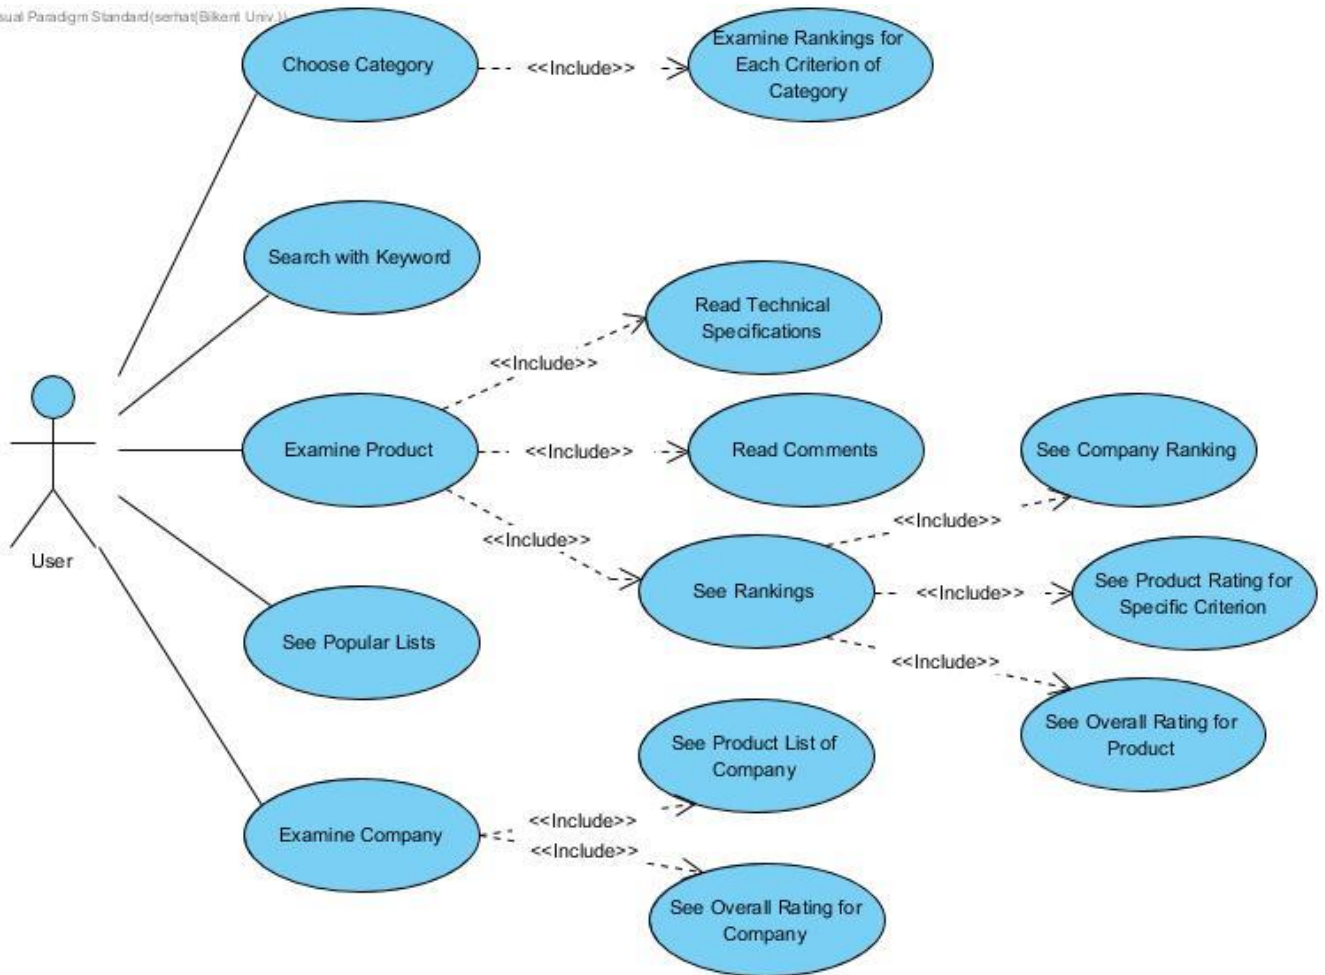 sual Paradigm Standard(serhat(Bilkent Univ.))
Choose Category
<<Include>>
Examine Rankings for
Each Criterion of
Category
Search with Keyword
Read Technical
Specifications
<<Include>>
Examine Product
<<Include>>
Read Comments
See Company Ranking
<<Include>>
<<Include>>
User
See Rankings
<<Include>>
See Product Rating for
Specific Criterion
See Popular Lists
<<Include>>
See Overall Rating for
Product
See Product List of
Company
Examine Company
<<Include>>
<<Include>>
See Overall Rating for
Company